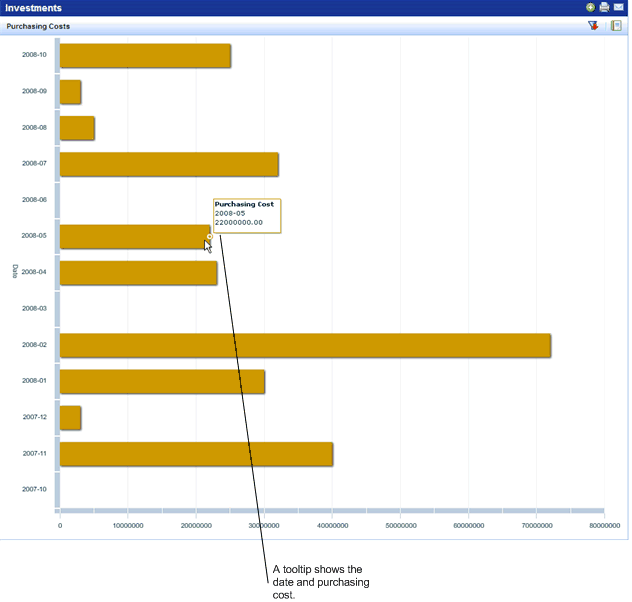 Investments
Purchasing Costs
2008-10
2008-09
2008-08
2008-07
2008-06
Purchasing Cost
2008-05
22000000.00
2008-05
Date
2008-04
2008-03
2008-02
2008-01
2007-12
2007-11
2007-10
0 10000000 20000000 30000000 40000000 50000000 60000000 70000000 80000000
A tooltip shows the
date and purchasing
cost.